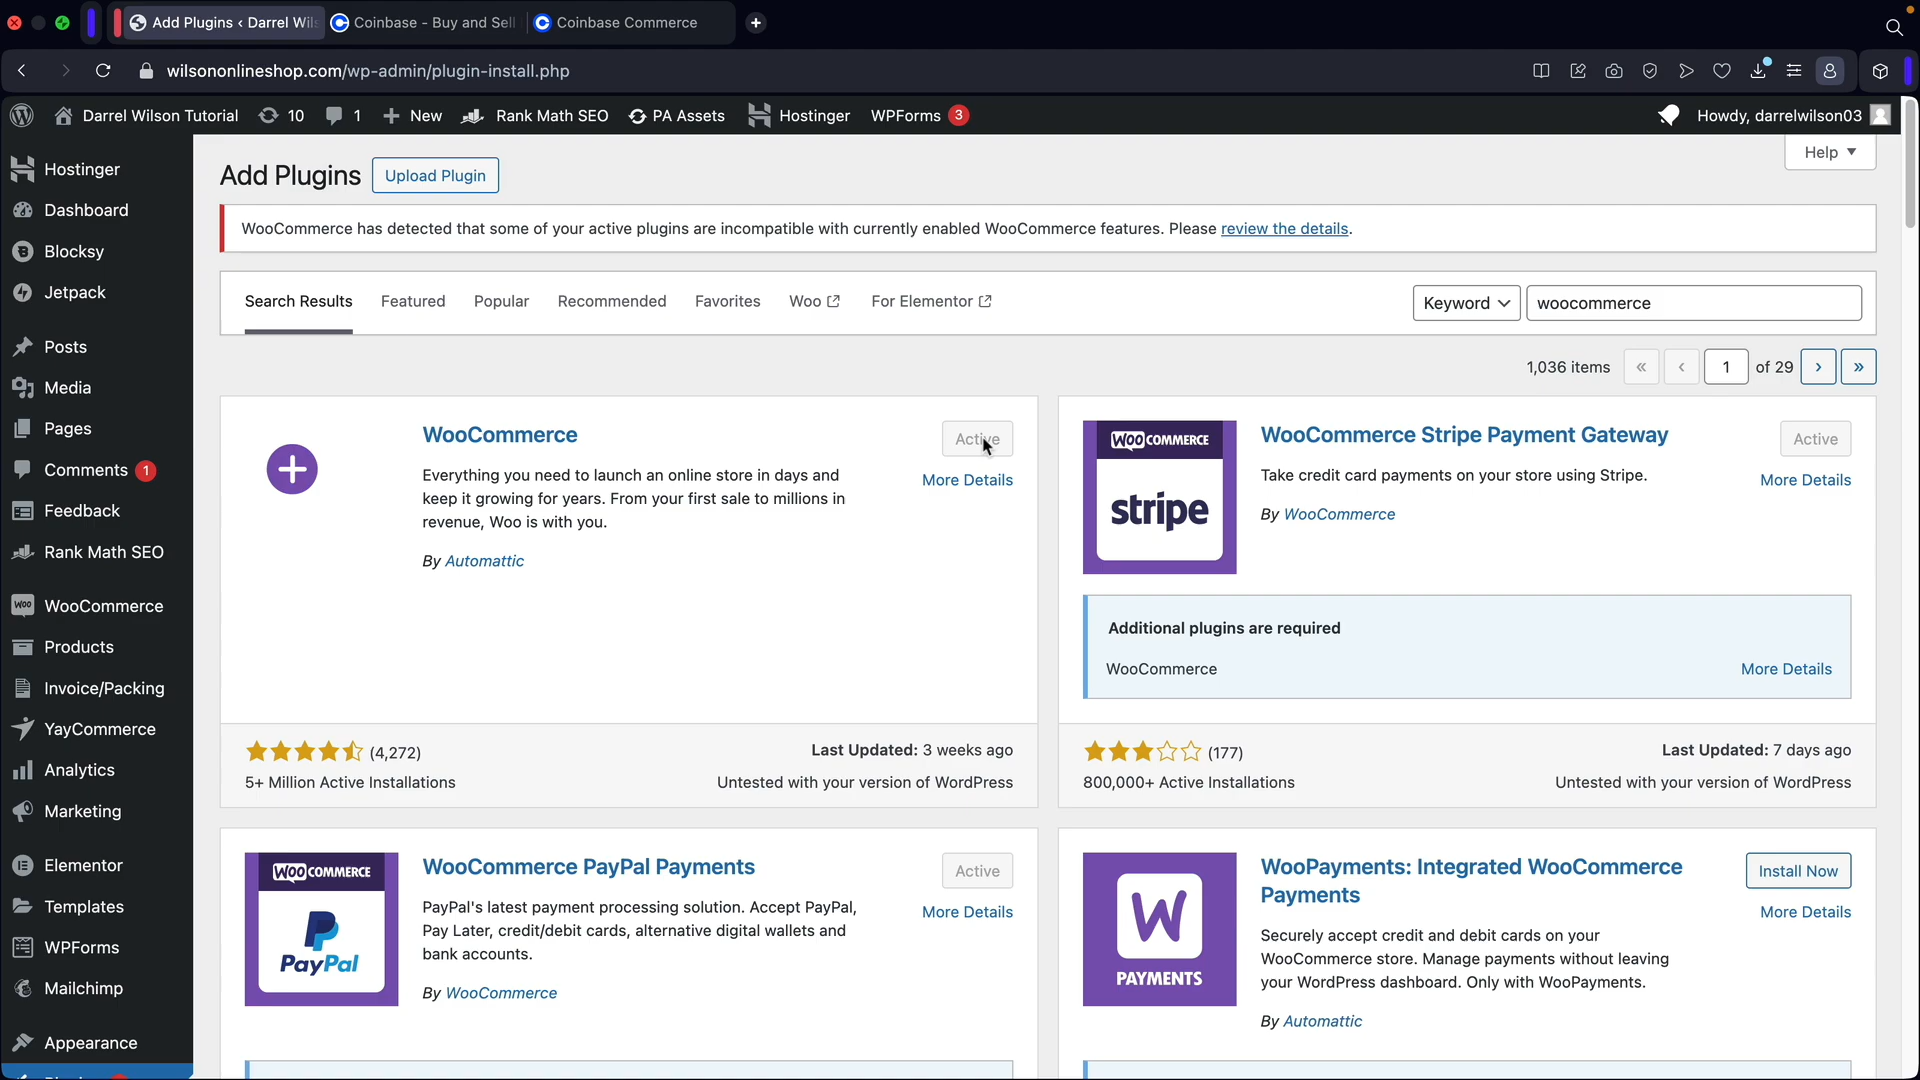 Add Plugins ‹ Darrel Wils
Coinbase - Buy and Sell
Coinbase Commerce
wilsononlineshop.com/wp-admin/plugin-install.php
Darrel Wilson Tutorial
10
1
New
Rank Math SEO
PA Assets
Hostinger
WPForms
3
Howdy, darrelwilson03
Hostinger
Dashboard
Blocksy
Jetpack
Posts
Media
Pages
Comments
1
Feedback
Rank Math SEO
WooCommerce
Products
Invoice/Packing
YayCommerce
Analytics
Marketing
Elementor
Templates
WPForms
Mailchimp
Appearance
Help
Add Plugins
Upload Plugin
WooCommerce has detected that some of your active plugins are incompatible with currently enabled WooCommerce features. Please review the details.
Search Results
Featured
Popular
Recommended
Favorites
Woo
For Elementor
Keyword
woocommerce
1,036 items
«
‹
1
of 29
›
»
WooCommerce
Active
More Details
Everything you need to launch an online store in days and
keep it growing for years. From your first sale to millions in
revenue, Woo is with you.
By Automattic
(4,272)
5+ Million Active Installations
Last Updated: 3 weeks ago
Untested with your version of WordPress
WOO COMMERCE
stripe
WooCommerce Stripe Payment Gateway
Active
More Details
Take credit card payments on your store using Stripe.
By WooCommerce
Additional plugins are required
WooCommerce
More Details
(177)
800,000+ Active Installations
Last Updated: 7 days ago
Untested with your version of WordPress
WOO COMMERCE
PayPal
WooCommerce PayPal Payments
Active
More Details
PayPal's latest payment processing solution. Accept PayPal,
Pay Later, credit/debit cards, alternative digital wallets and
bank accounts.
By WooCommerce
W
PAYMENTS
WooPayments: Integrated WooCommerce
Payments
Install Now
More Details
Securely accept credit and debit cards on your
WooCommerce store. Manage payments without leaving
your WordPress dashboard. Only with WooPayments.
By Automattic